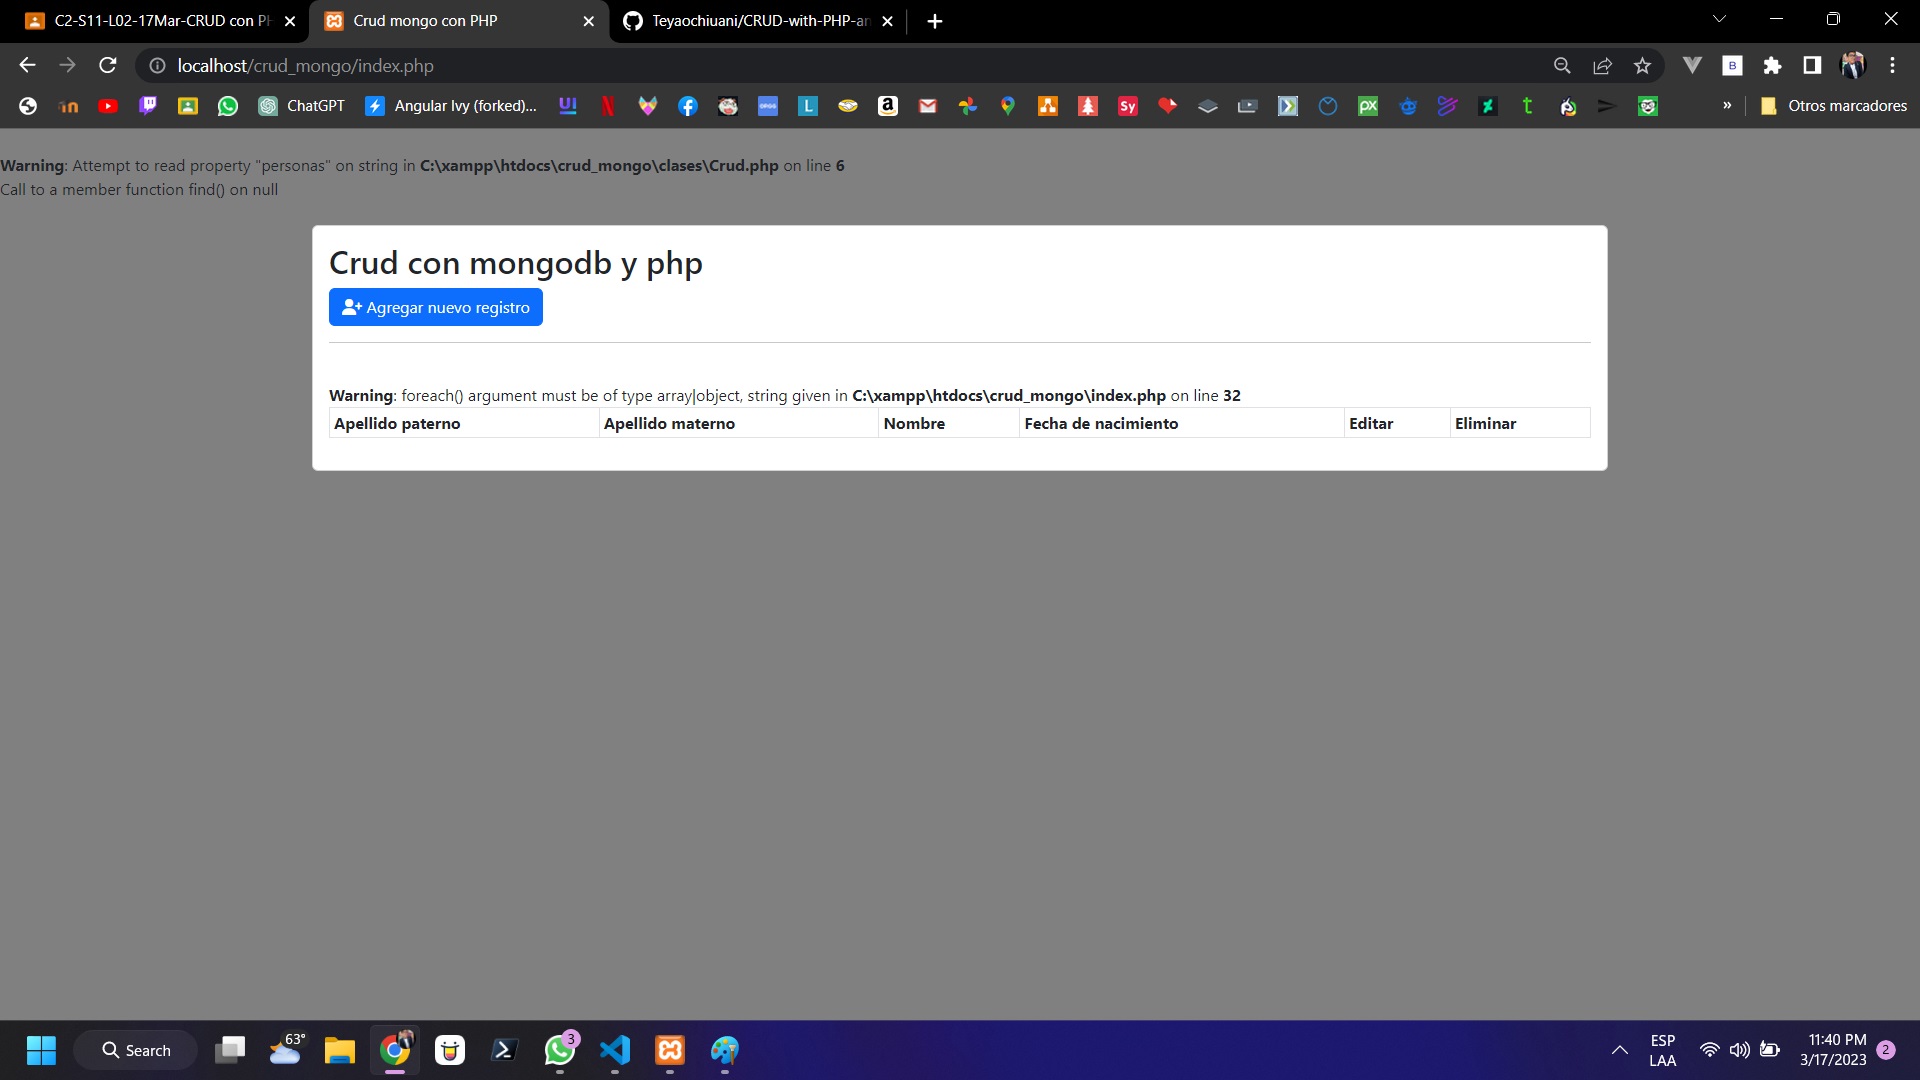 C2-S11-L02-17Mar-CRUD con PH
Crud mongo con PHP
Teyaochiuani/CRUD-with-PHP-an
localhost/crud_mongo/index.php
ChatGPT
Angular Ivy (forked)...
Otros marcadores
Warning: Attempt to read property "personas" on string in C:\xampp\htdocs\crud_mongo\clases\Crud.php on line 6
Call to a member function find() on null
Crud con mongodb y php
Agregar nuevo registro
Warning: foreach() argument must be of type array|object, string given in C:\xampp\htdocs\crud_mongo\index.php on line 32
Apellido paterno Apellido materno Nombre Fecha de nacimiento Editar Eliminar
Search
63°
3
ESP
LAA
11:40 PM
3/17/2023
2